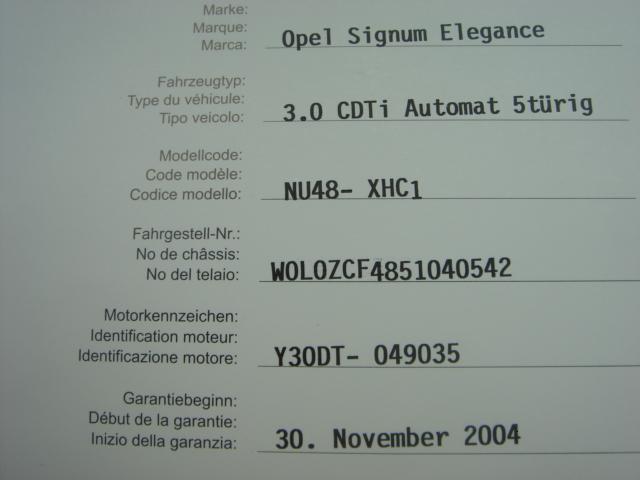 Marke:
Marque:
Marca: Opel Signum Elegance
Fahrzeugtyp:
Type du véhicule:
Tipo veicolo: 3.0 CDTi Automat 5türig
Modellcode:
Code modèle:
Codice modello: NU48- XHC1
Fahrgestell-Nr.:
No de châssis:
No del telaio: W0L0ZCF4851040542
Motorkennzeichen:
Identification moteur:
Identificazione motore: Y30DT- 049035
Garantiebeginn:
Début de la garantie:
Inizio della garanzia: 30. November 2004